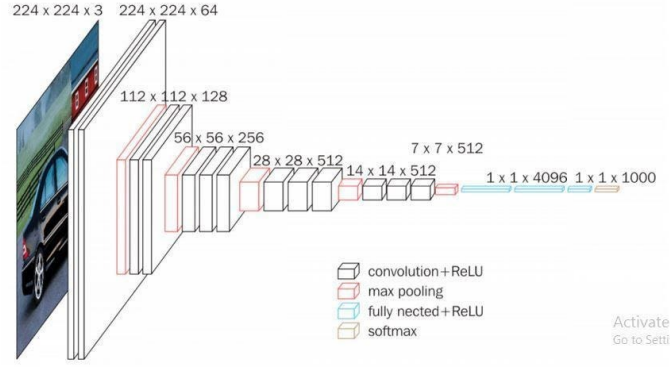 224 x 224 x 3
224 x 224 x 64
112 x 112 x 128
56 x 56 x 256
28 x 28 x 512
14 x 14 x 512
7 x 7 x 512
1 x 1 x 4096
1 x 1 x 1000
convolution+ReLU
max pooling
fully nected+ReLU
softmax
Activate
Go to Setti